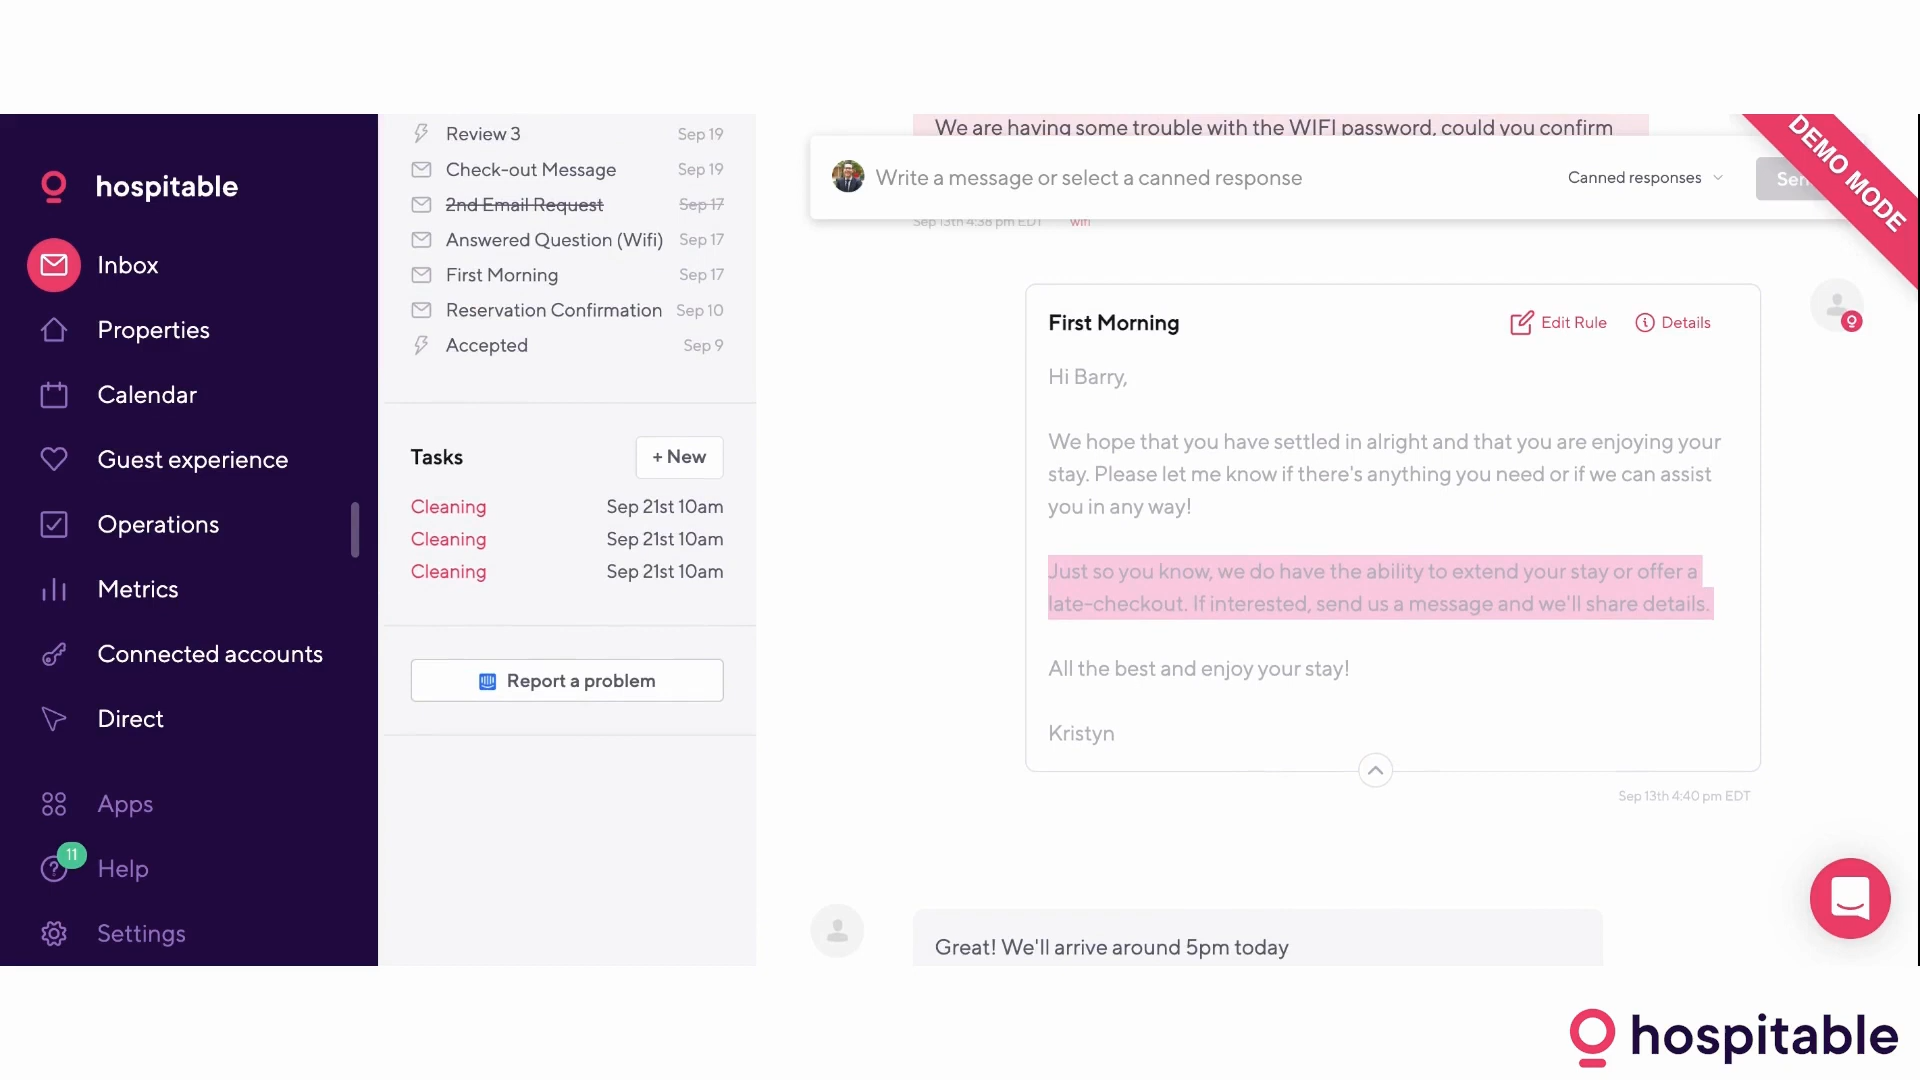 hospitable
Inbox
Properties
Calendar
Guest experience
Operations
Metrics
Connected accounts
Direct
Apps
11
Help
Settings
Review 3 Sep 19
Check-out Message Sep 19
2nd Email Request Sep 17
Answered Question (Wifi) Sep 17
First Morning Sep 17
Reservation Confirmation Sep 10
Accepted Sep 9
Tasks + New
Cleaning Sep 21st 10am
Cleaning Sep 21st 10am
Cleaning Sep 21st 10am
Report a problem
We are having some trouble with the WIFI password, could you confirm
Write a message or select a canned response Canned responses
DEMO MODE
Sep 13th 4:38 pm EDT wifi
First Morning Edit Rule Details
Hi Barry,
We hope that you have settled in alright and that you are enjoying your
stay. Please let me know if there's anything you need or if we can assist
you in any way!
Just so you know, we do have the ability to extend your stay or offer a
late-checkout. If interested, send us a message and we'll share details.
All the best and enjoy your stay!
Kristyn
Sep 13th 4:40 pm EDT
Great! We'll arrive around 5pm today
hospitable